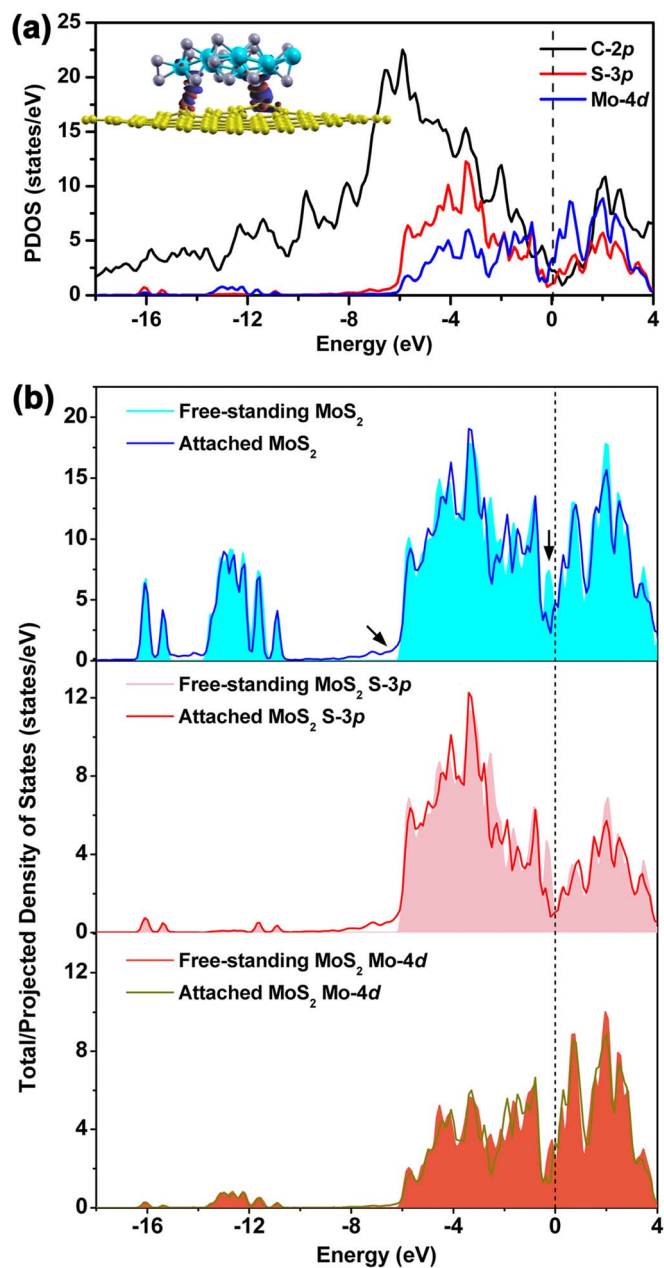 (a)
25
20
15
10
5
0
PDOS (states/eV)
C-2p
S-3p
Mo-4d
-16
-12
-8
-4
0
4
Energy (eV)
(b)
Total/Projected Density of States (states/eV)
20
15
10
5
0
Free-standing MoS2
Attached MoS2
12
8
4
0
Free-standing MoS2 S-3p
Attached MoS2 S-3p
12
8
4
0
Free-standing MoS2 Mo-4d
Attached MoS2 Mo-4d
-16
-12
-8
-4
0
4
Energy (eV)